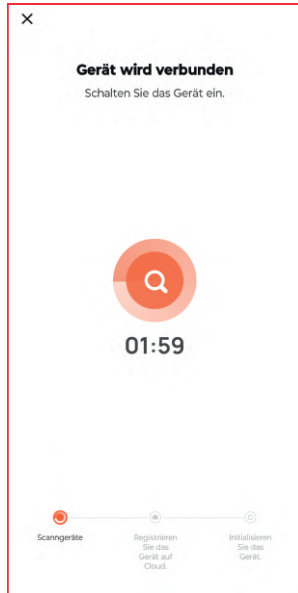 Gerät wird verbunden
Schalten Sie das Gerät ein.
01:59
Scanngeräte
Registrieren
Sie das
Gerät auf
Cloud.
Initialisieren
Sie das
Gerät.